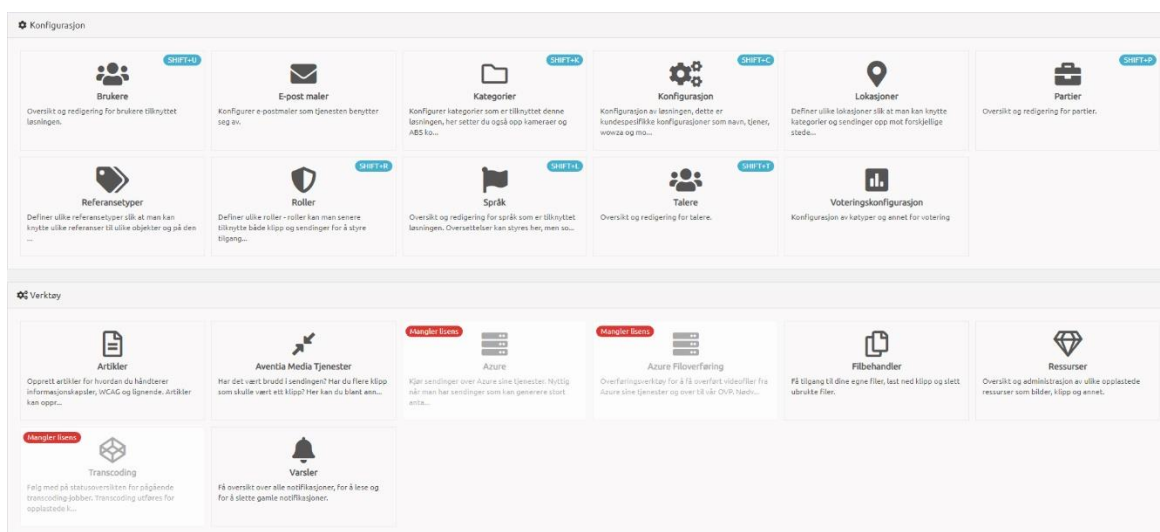 Konfigurasjon
SHIFT+U
Brukere
Oversikt og redigering for brukere tilknyttet
løsningen.
E-post maler
Konfigurer e-postmaler som tjenesten benytter
seg av.
SHIFT+K
Kategorier
Konfigurer kategorier som er tilknyttet denne
løsningen, her setter du også opp kameraer og
ABS ko...
SHIFT+C
Konfigurasjon
Konfigurasjon av løsningen, dette er
kundespesifikke konfigurasjoner som navn, tjener,
wowza og mo...
Lokasjoner
Definer ulike lokasjoner slik at man kan knytte
kategorier og sendinger opp mot forskjellige
stede...
SHIFT+P
Partier
Oversikt og redigering for partier.
Referansetyper
Definer ulike referansetyper slik at man kan
knytte ulike referanser til ulike objekter og på den
...
SHIFT+R
Roller
Definer ulike roller - roller kan man senere
tilknytte både klipp og sendinger for å styre
tilgang...
SHIFT+L
Språk
Oversikt og redigering for språk som er tilknyttet
løsningen. Oversettelser kan styres her, men so...
SHIFT+T
Talere
Oversikt og redigering for talere.
Voteringskonfigurasjon
Konfigurasjon av køtyper og annet for votering
Verktøy
Artikler
Opprett artikler for hvordan du håndterer
informasjonskapsler, WCAG og lignende. Artikler
kan oppr...
Aventia Media Tjenester
Har det vært brudd i sendingen? Har du flere klipp
som skulle vært ett klipp? Her kan du blant ann...
Mangler lisens
Azure
Kjør sendinger over Azure sine tjenester. Nyttig
når man har sendinger som kan generere stort
anta...
Mangler lisens
Azure Filoverføring
Overføringsverktøy for å få overført videofiler fra
Azure sine tjenester og over til vår OVP. Nødv...
Filbehandler
Få tilgang til dine egne filer, last ned klipp og slett
ubrukte filer.
Ressurser
Oversikt og administrasjon av ulike opplastede
ressurser som bilder, klipp og annet.
Mangler lisens
Transcoding
Følg med på statusoversikten for pågående
transcoding-jobber. Transcoding utføres for
opplastede k...
Varsler
Få oversikt over alle notifikasjoner, for å lese og
for å slette gamle notifikasjoner.